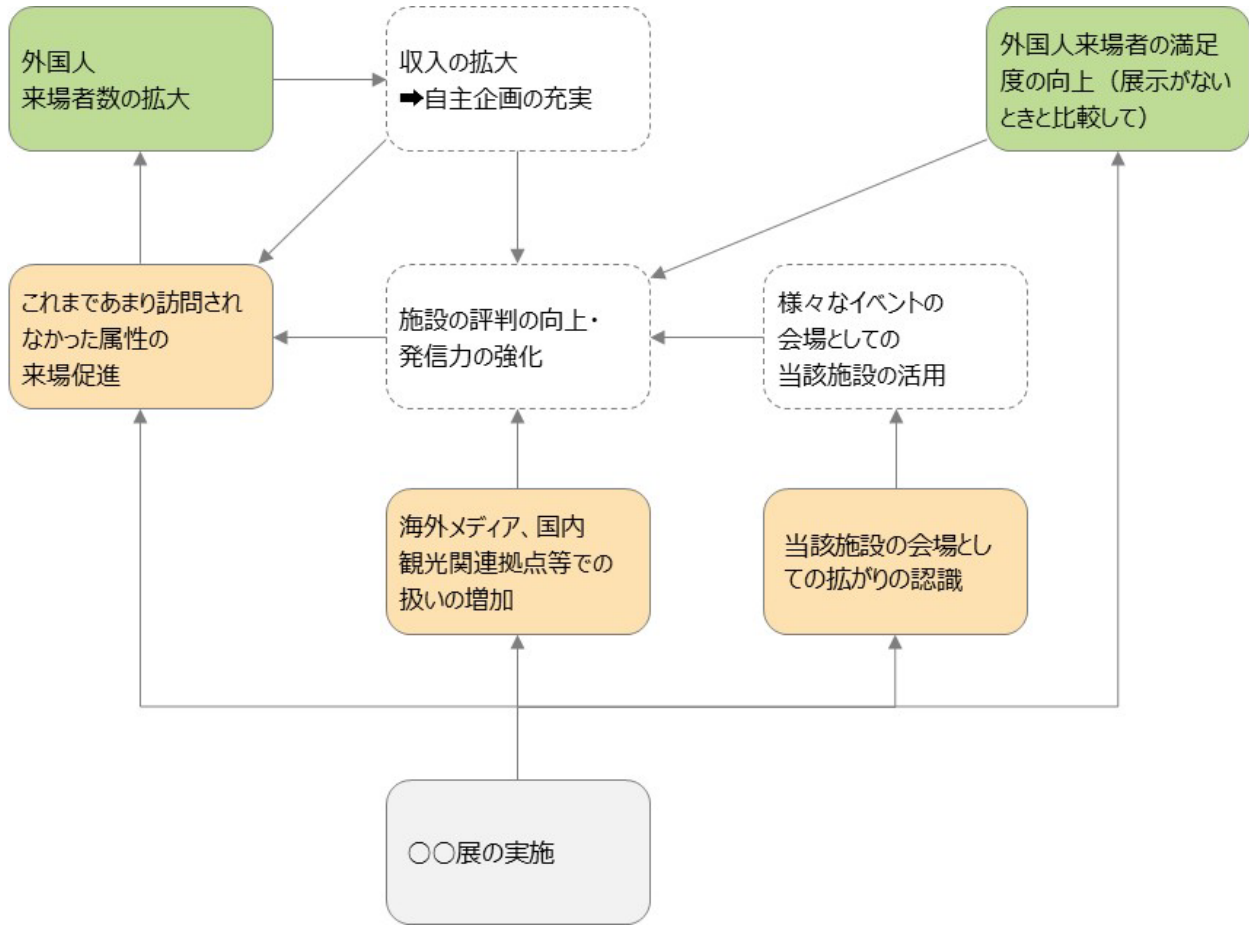 外国人
来場者数の拡大
収入の拡大
➡自主企画の充実
外国人来場者の満足
度の向上（展示がない
ときと比較して）
これまであまり訪問され
なかった属性の
来場促進
施設の評判の向上・
発信力の強化
様々なイベントの
会場としての
当該施設の活用
海外メディア、国内
観光関連拠点等での
扱いの増加
当該施設の会場とし
ての拡がりの認識
○○展の実施